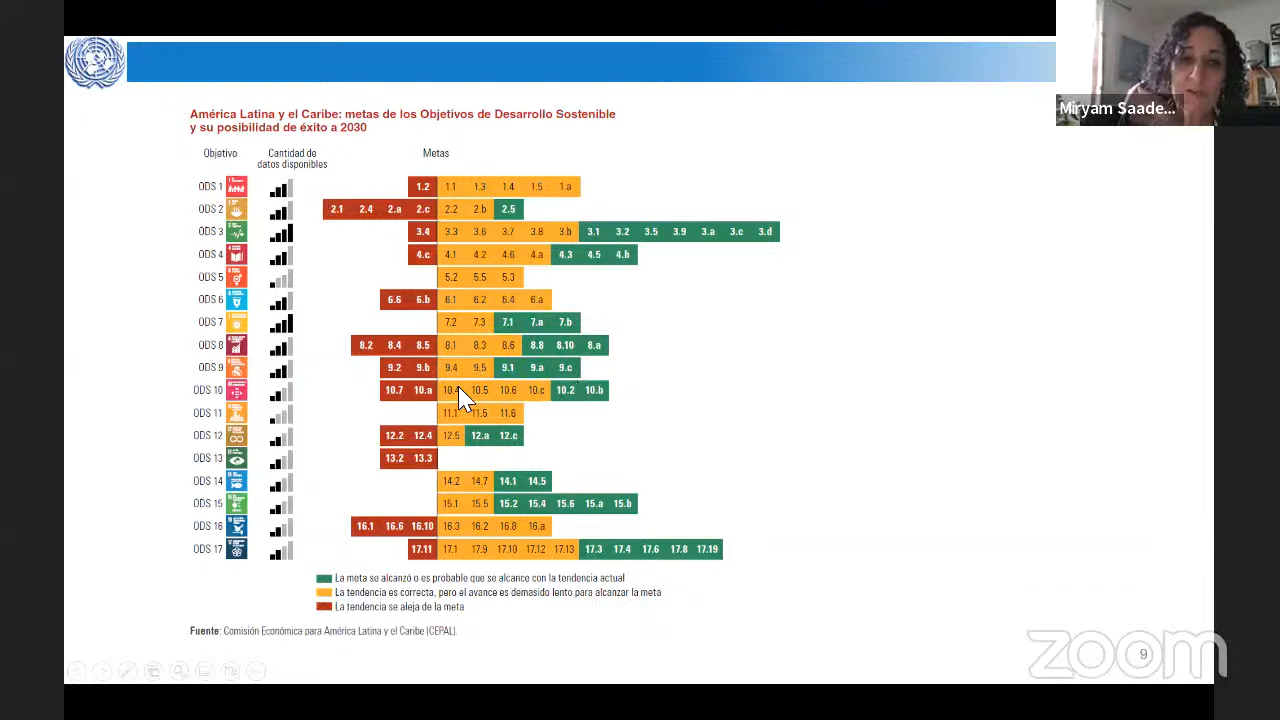 Miryam Saade...
América Latina y el Caribe: metas de los Objetivos de Desarrollo Sostenible
y su posibilidad de éxito a 2030
Objetivo Cantidad de datos disponibles Metas
ODS 1 1.2 1.1 1.3 1.4 1.5 1.a
ODS 2 2.1 2.4 2.a 2.c 2.2 2.b 2.5
ODS 3 3.4 3.3 3.6 3.7 3.8 3.b 3.1 3.2 3.5 3.9 3.a 3.c 3.d
ODS 4 4.c 4.1 4.2 4.6 4.a 4.3 4.5 4.b
ODS 5 5.2 5.5 5.3
ODS 6 6.6 6.b 6.1 6.2 6.4 6.a
ODS 7 7.2 7.3 7.1 7.a 7.b
ODS 8 8.2 8.4 8.5 8.1 8.3 8.6 8.8 8.10 8.a
ODS 9 9.2 9.b 9.4 9.5 9.1 9.a 9.c
ODS 10 10.7 10.a 10.4 10.5 10.6 10.c 10.2 10.b
ODS 11 11.1 11.5 11.6
ODS 12 12.2 12.4 12.5 12.a 12.c
ODS 13 13.2 13.3
ODS 14 14.2 14.7 14.1 14.5
ODS 15 15.1 15.5 15.2 15.4 15.6 15.a 15.b
ODS 16 16.1 16.6 16.10 16.3 16.2 16.8 16.a
ODS 17 17.11 17.1 17.9 17.10 17.12 17.13 17.3 17.4 17.6 17.8 17.19
La meta se alcanzó o es probable que se alcance con la tendencia actual
La tendencia es correcta, pero el avance es demasido lento para alcanzar la meta
La tendencia se aleja de la meta
Fuente: Comisión Económica para América Latina y el Caribe (CEPAL).
zoom
9